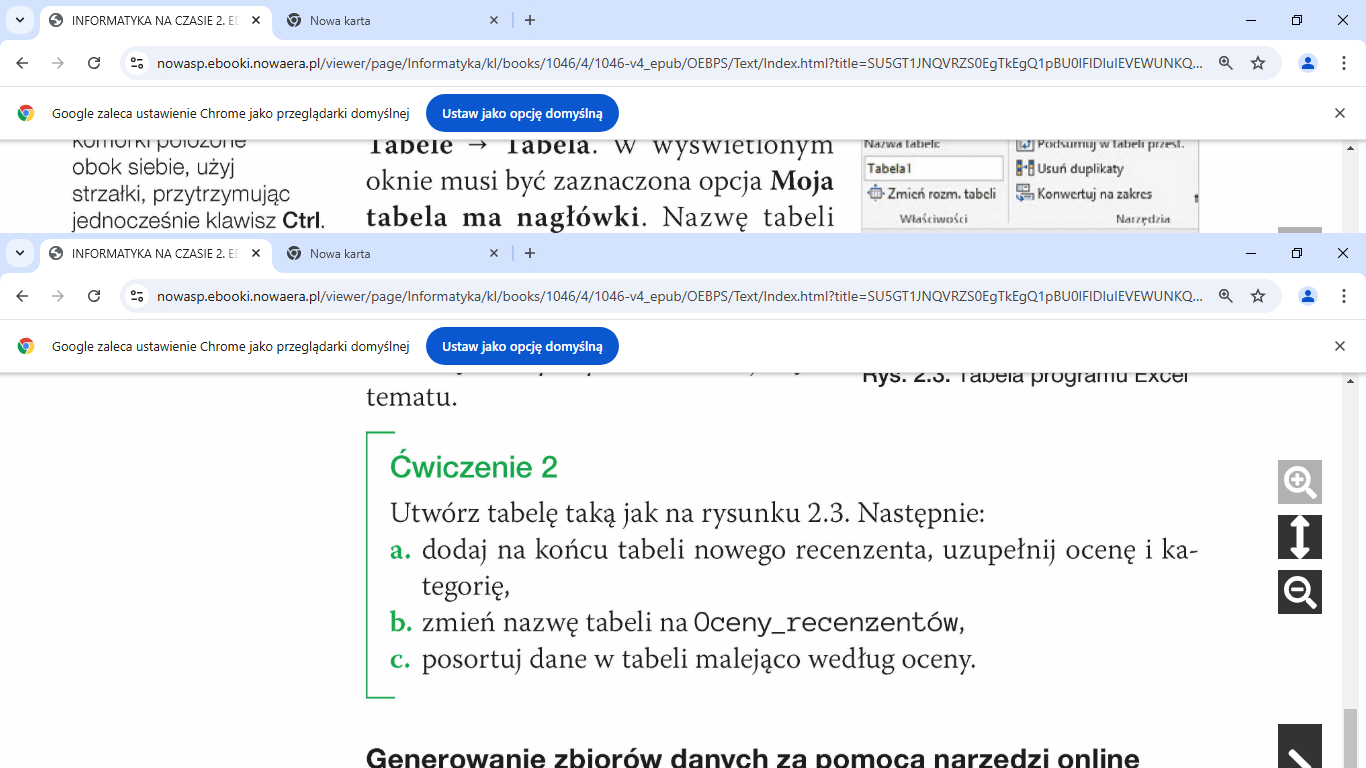 INFORMATYKA NA CZASIE 2. ED
Nowa karta
nowasp.ebooki.nowaera.pl/viewer/page/Informatyka/kl/books/1046/4/1046-v4_epub/OEBPS/Text/Index.html?title=SU5GT1JNQVRZS0EgTkEgQ1pBU0lFIDIuIEVEWUNKQ...
Google zaleca ustawienie Chrome jako przeglądarki domyślnej
Ustaw jako opcję domyślną
komórki położone
obok siebie, użyj
strzałki, przytrzymując
jednocześnie klawisz Ctrl.
Tabele → Tabela. W wyświetlonym
oknie musi być zaznaczona opcja Moja
tabela ma nagłówki. Nazwę tabeli
Nazwa tabeli:
Tabela1
Zmień rozm. tabeli
Właściwości
Podsumuj w tabeli przest.
Usuń duplikaty
Konwertuj na zakres
Narzędzia
INFORMATYKA NA CZASIE 2. ED
Nowa karta
nowasp.ebooki.nowaera.pl/viewer/page/Informatyka/kl/books/1046/4/1046-v4_epub/OEBPS/Text/Index.html?title=SU5GT1JNQVRZS0EgTkEgQ1pBU0lFIDIuIEVEWUNKQ...
Google zaleca ustawienie Chrome jako przeglądarki domyślnej
Ustaw jako opcję domyślną
tematu.
Rys. 2.3. Tabela programu Excel
Ćwiczenie 2
Utwórz tabelę taką jak na rysunku 2.3. Następnie:
a. dodaj na końcu tabeli nowego recenzenta, uzupełnij ocenę i ka-
tegorię,
b. zmień nazwę tabeli na Oceny_recenzentów,
c. posortuj dane w tabeli malejąco według oceny.
Generowanie zbiorów danych za pomocą narzędzi online